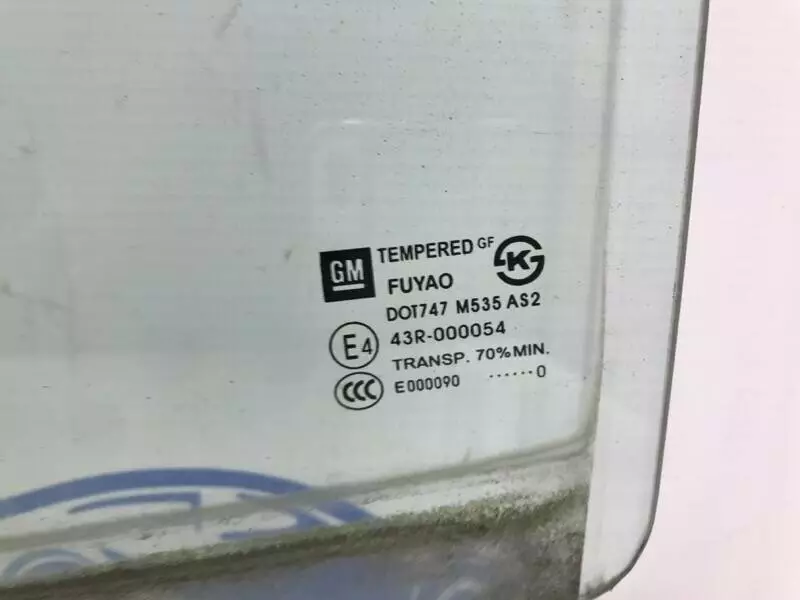 GM TEMPERED GF K
FUYAO
DOT747 M535 AS2
E4 43R-000054
TRANSP. 70%MIN.
CCC E000090 ......0